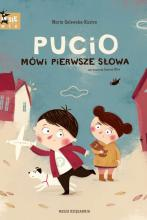 Marta Galewska-Kustra
PUCIO
MÓWI PIERWSZE SŁOWA
NASZA KSIĘGARNIA